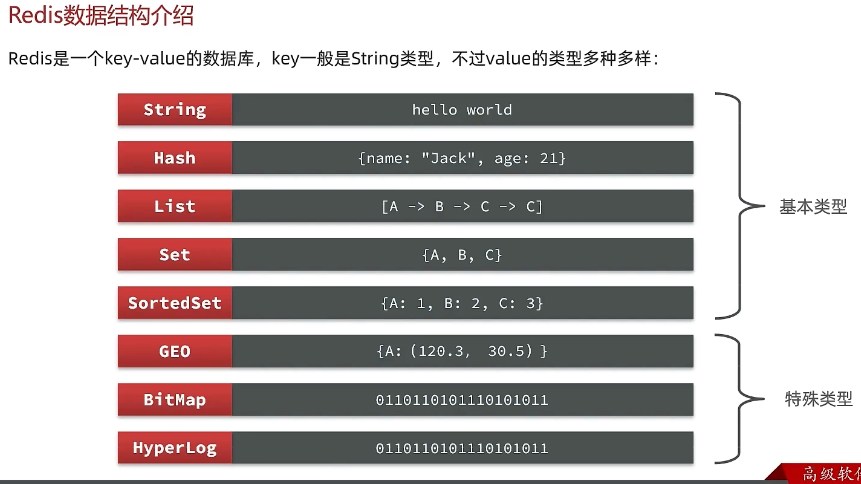 Redis数据结构介绍
Redis是一个key-value的数据库，key一般是String类型，不过value的类型多种多样：
String hello world
Hash {name: "Jack", age: 21}
List [A -> B -> C -> C]
Set {A, B, C}
SortedSet {A: 1, B: 2, C: 3}
基本类型
GEO {A:（120.3, 30.5）}
BitMap 0110110101110101011
HyperLog 0110110101110101011
特殊类型
高级软